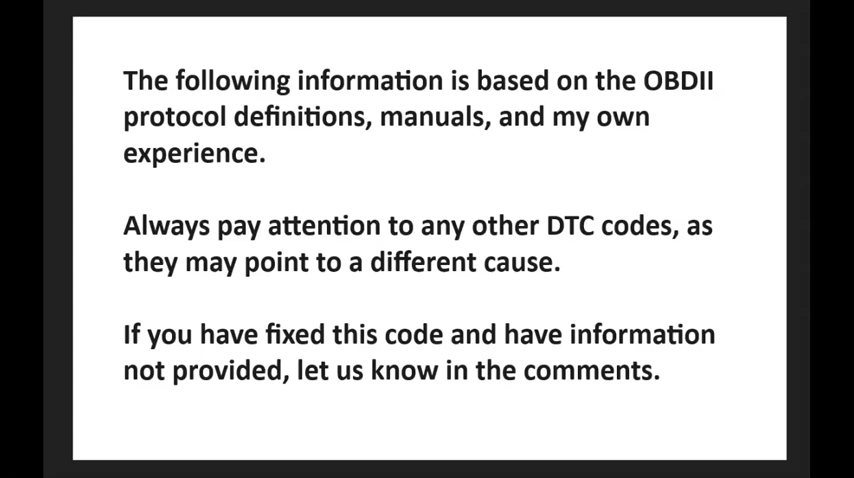 The following information is based on the OBDII
protocol definitions, manuals, and my own
experience.
Always pay attention to any other DTC codes, as
they may point to a different cause.
If you have fixed this code and have information
not provided, let us know in the comments.